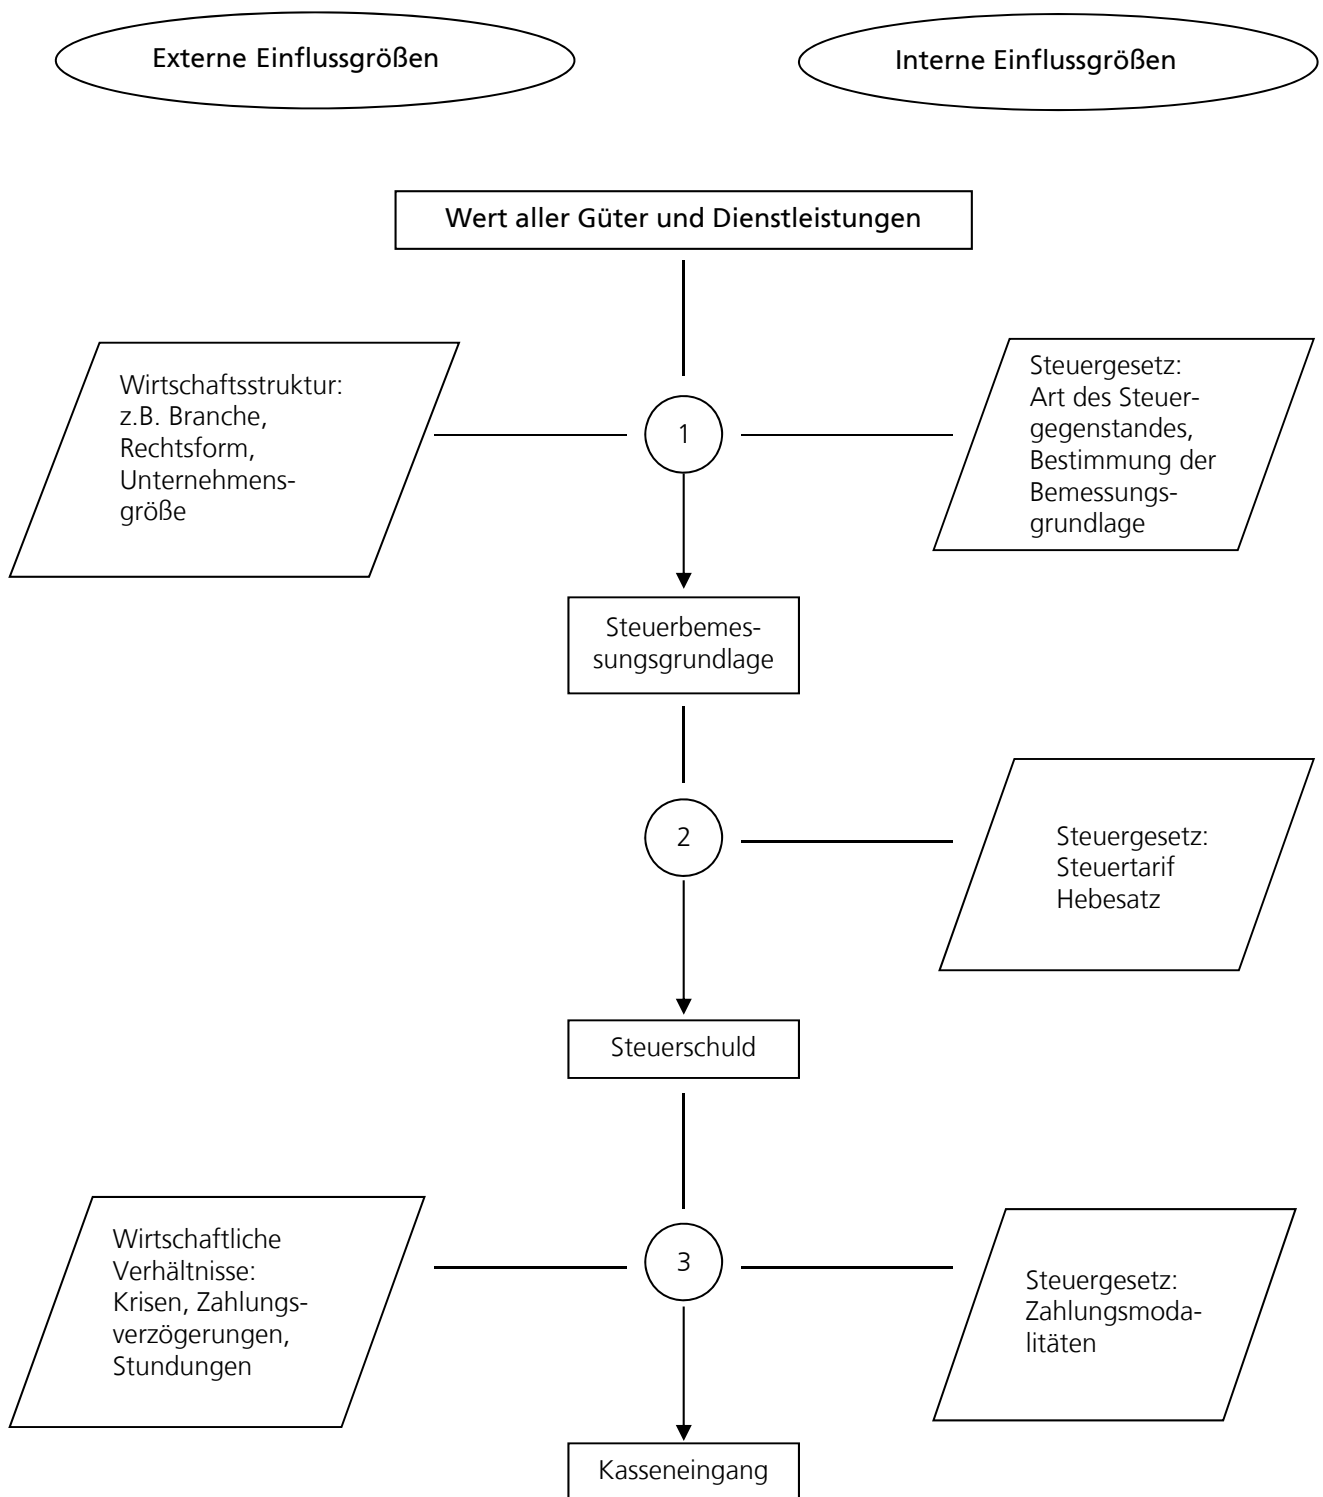 Externe Einflussgrößen
Interne Einflussgrößen
Wert aller Güter und Dienstleistungen
Wirtschaftsstruktur:
z.B. Branche,
Rechtsform,
Unternehmens-
größe
1
Steuergesetz:
Art des Steuer-
gegenstandes,
Bestimmung der
Bemessungs-
grundlage
Steuerbemes-
sungsgrundlage
2
Steuergesetz:
Steuertarif
Hebesatz
Steuerschuld
Wirtschaftliche
Verhältnisse:
Krisen, Zahlungs-
verzögerungen,
Stundungen
3
Steuergesetz:
Zahlungsmoda-
litäten
Kasseneingang